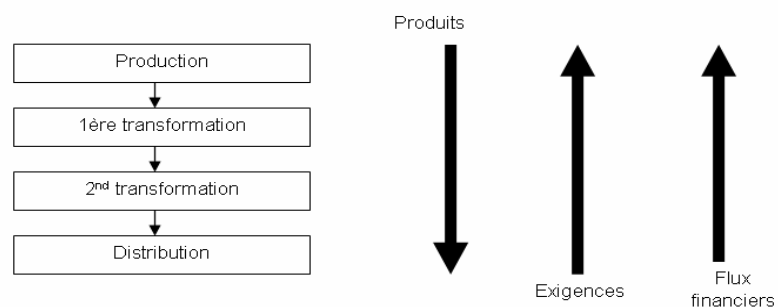 Produits
Production
1ère transformation
2nd transformation
Distribution
Exigences
Flux
financiers